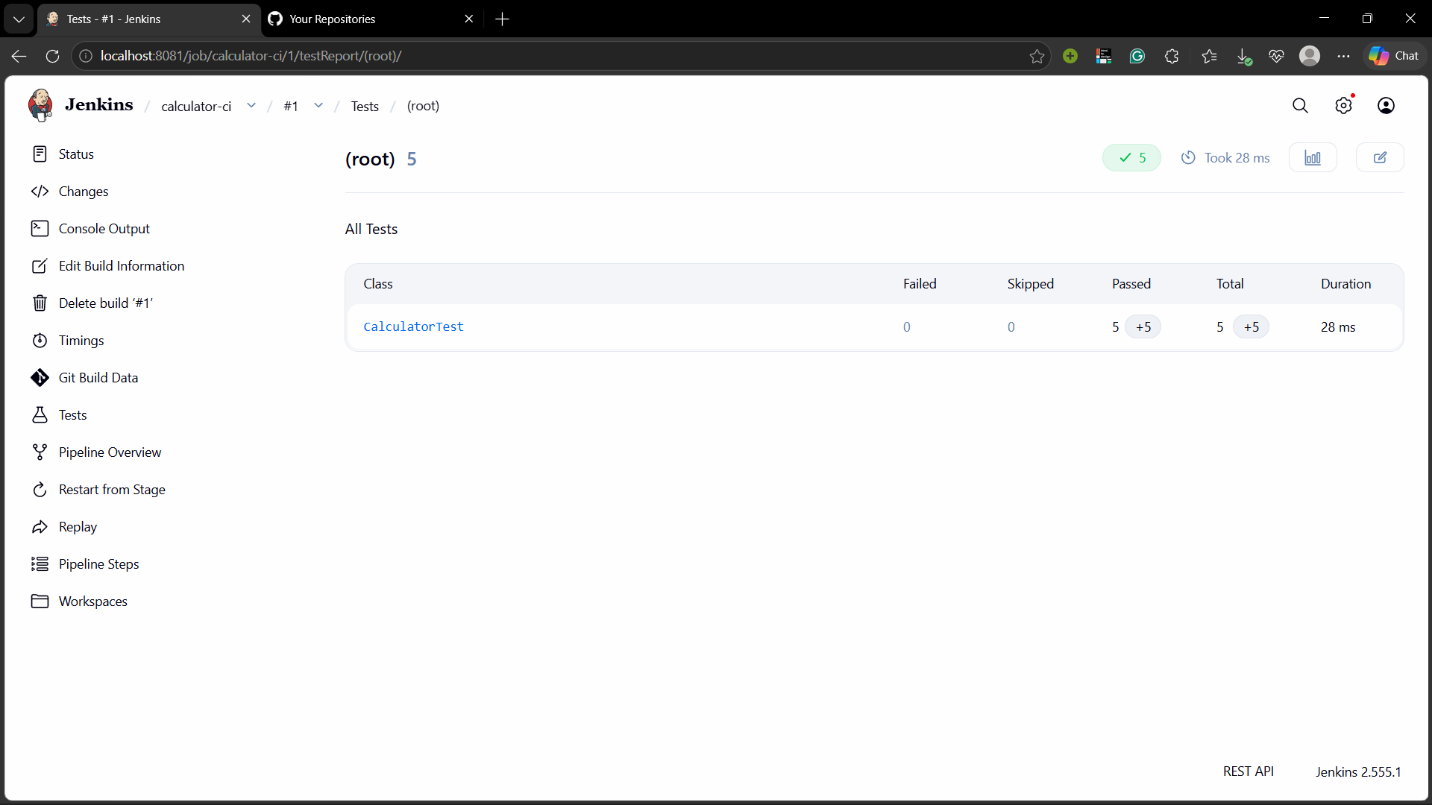 Tests - #1 - Jenkins
Your Repositories
localhost:8081/job/calculator-ci/1/testReport/(root)/
Chat
Jenkins / calculator-ci / #1 / Tests / (root)
Status
Changes
Console Output
Edit Build Information
Delete build ‘#1’
Timings
Git Build Data
Tests
Pipeline Overview
Restart from Stage
Replay
Pipeline Steps
Workspaces
(root) 5
5
Took 28 ms
All Tests
Class Failed Skipped Passed Total Duration
CalculatorTest 0 0 5 +5 5 +5 28 ms
REST API
Jenkins 2.555.1